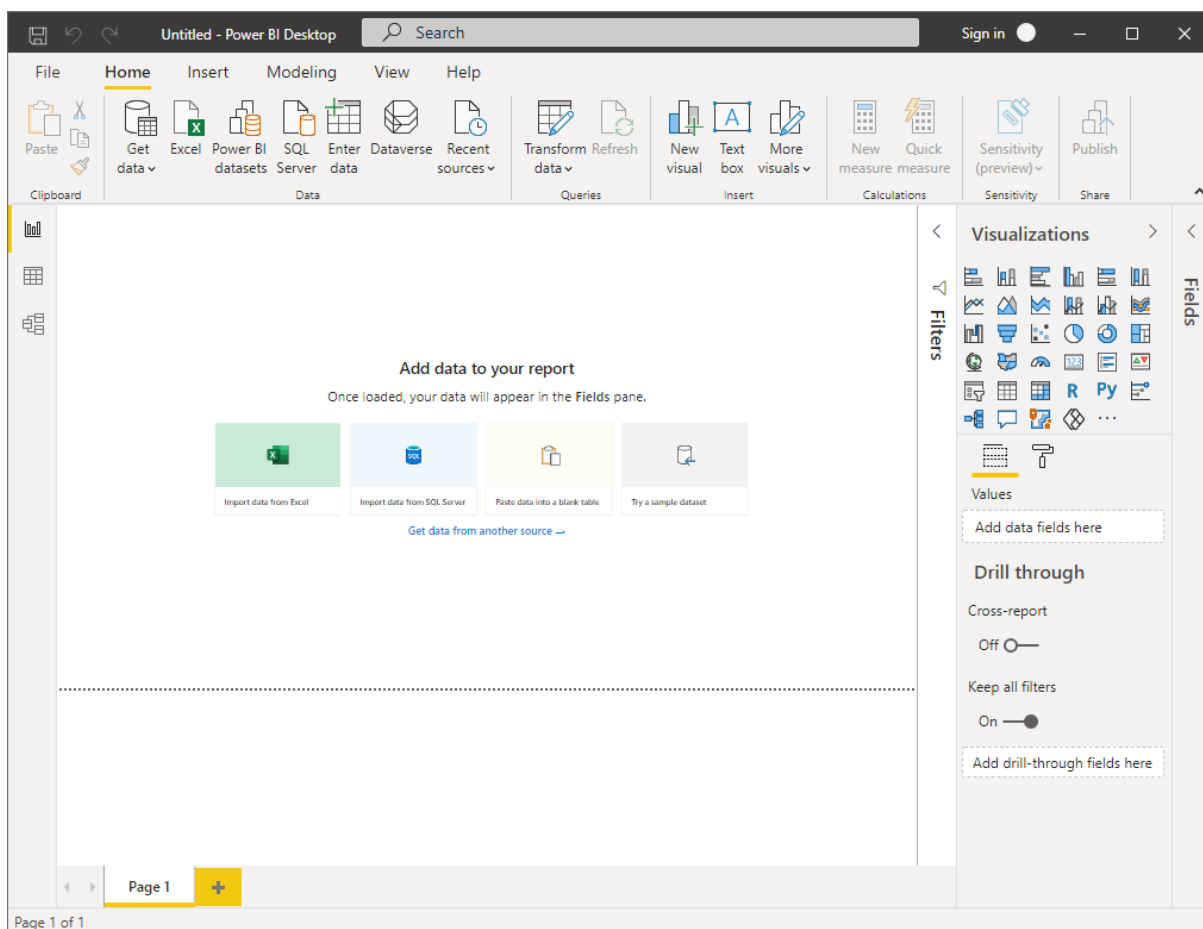 Untitled - Power BI Desktop
Search
Sign in
File Home Insert Modeling View Help
Paste
Get data
Excel
Power BI datasets
SQL Server
Enter data
Dataverse
Recent sources
Transform data
Refresh
New visual
Text box
More visuals
New measure
Quick measure
Sensitivity (preview)
Publish
Clipboard
Data
Queries
Insert
Calculations
Sensitivity
Share
Filters
Visualizations
Fields
123
R
Py
Add data to your report
Once loaded, your data will appear in the Fields pane.
X
SQL
Import data from Excel
Import data from SQL Server
Paste data into a blank table
Try a sample dataset
Get data from another source
Values
Add data fields here
Drill through
Cross-report
Off
Keep all filters
On
Add drill-through fields here
Page 1
Page 1 of 1